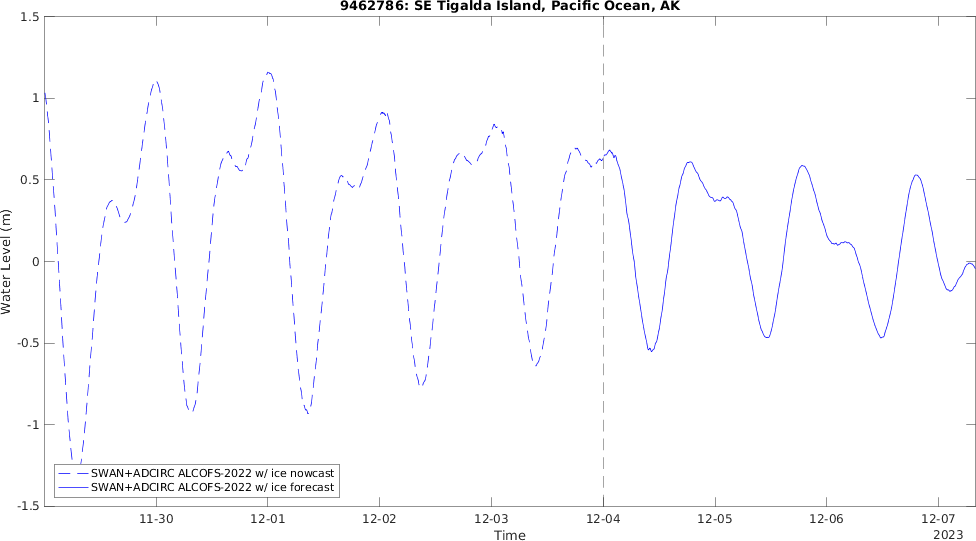 9462786: SE Tigalda Island, Pacific Ocean, AK
1.5
1
0.5
0
-0.5
-1
-1.5
Water Level (m)
SWAN+ADCIRC ALCOFS-2022 w/ ice nowcast
SWAN+ADCIRC ALCOFS-2022 w/ ice forecast
11-30 12-01 12-02 12-03 12-04 12-05 12-06 12-07
Time
2023